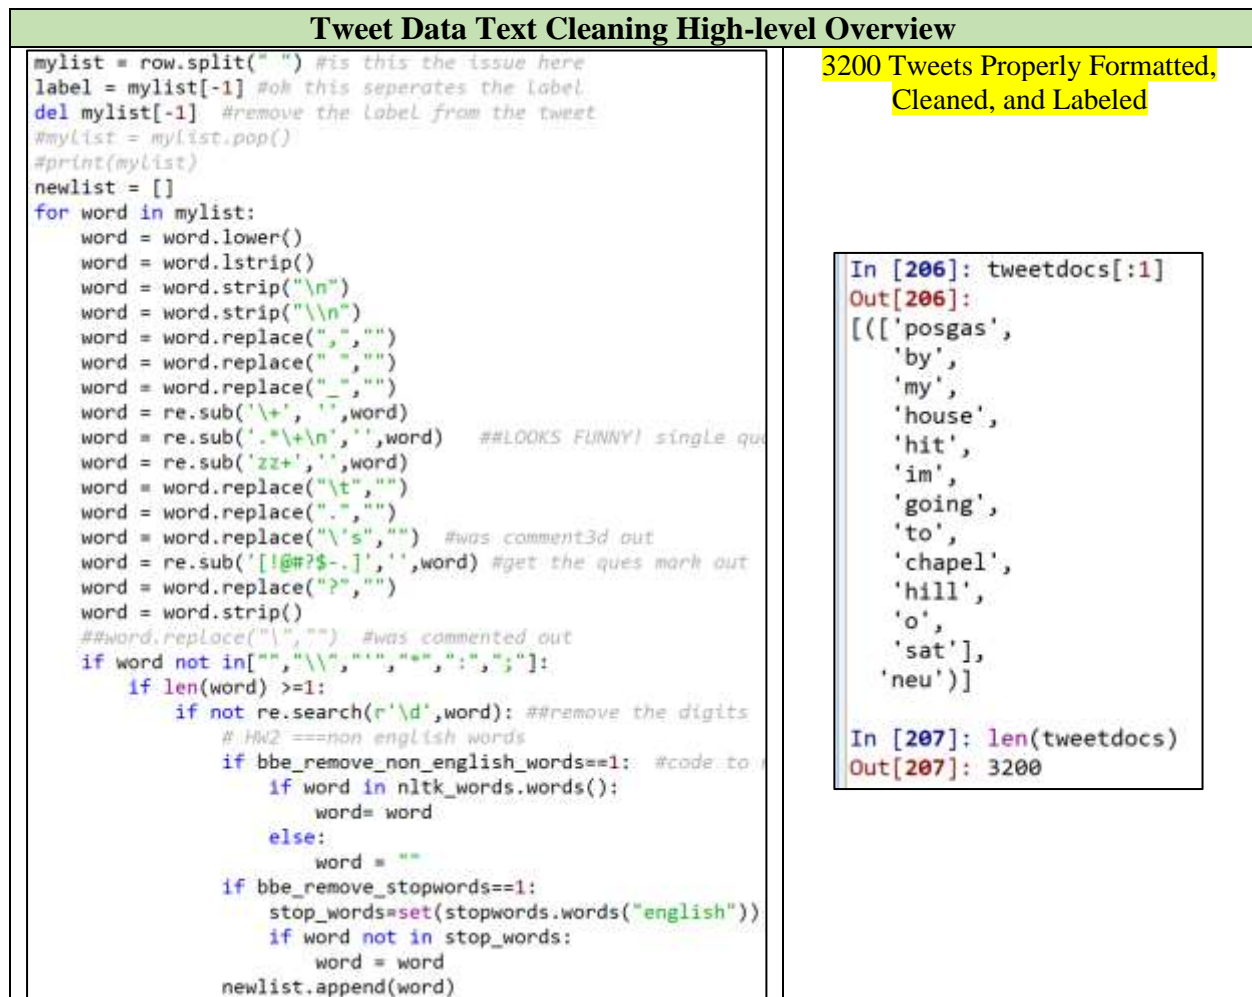 Tweet Data Text Cleaning High-level Overview
mylist = row.split(" ") #is this the issue here
label = mylist[-1] #ok this seperates the label
del mylist[-1]  #remove the label from the tweet
#mylist = mylist.pop()
#print(mylist)
newlist = []
for word in mylist:
    word = word.lower()
    word = word.lstrip()
    word = word.strip("\n")
    word = word.strip("\\n")
    word = word.replace(",","")
    word = word.replace(" ","")
    word = word.replace("_","")
    word = re.sub('\+', '',word)
    word = re.sub('.*\+\n','',word)   ##LOOKS FUNNY! single qu
    word = re.sub('zz+','',word)
    word = word.replace("\t","")
    word = word.replace(".","")
    word = word.replace("\'s","")  #was comment3d out
    word = re.sub('[!@#?$-.]','',word) #get the ques mark out
    word = word.replace("?","")
    word = word.strip()
    ##word.replace("\","")  #was commented out
    if word not in["","\\","'","*",":",";"]:
        if len(word) >=1:
            if not re.search(r'\d',word): ##remove the digits
                # HW2 ===non english words
                if bbe_remove_non_english_words==1:  #code to
                    if word in nltk_words.words():
                        word= word
                    else:
                        word = ""
                if bbe_remove_stopwords==1:
                    stop_words=set(stopwords.words("english"))
                    if word not in stop_words:
                        word = word
                newlist.append(word)
3200 Tweets Properly Formatted,
Cleaned, and Labeled
In [206]: tweetdocs[:1]
Out[206]:
[(['posgas',
   'by',
   'my',
   'house',
   'hit',
   'im',
   'going',
   'to',
   'chapel',
   'hill',
   'o',
   'sat'],
  'neu')]
In [207]: len(tweetdocs)
Out[207]: 3200